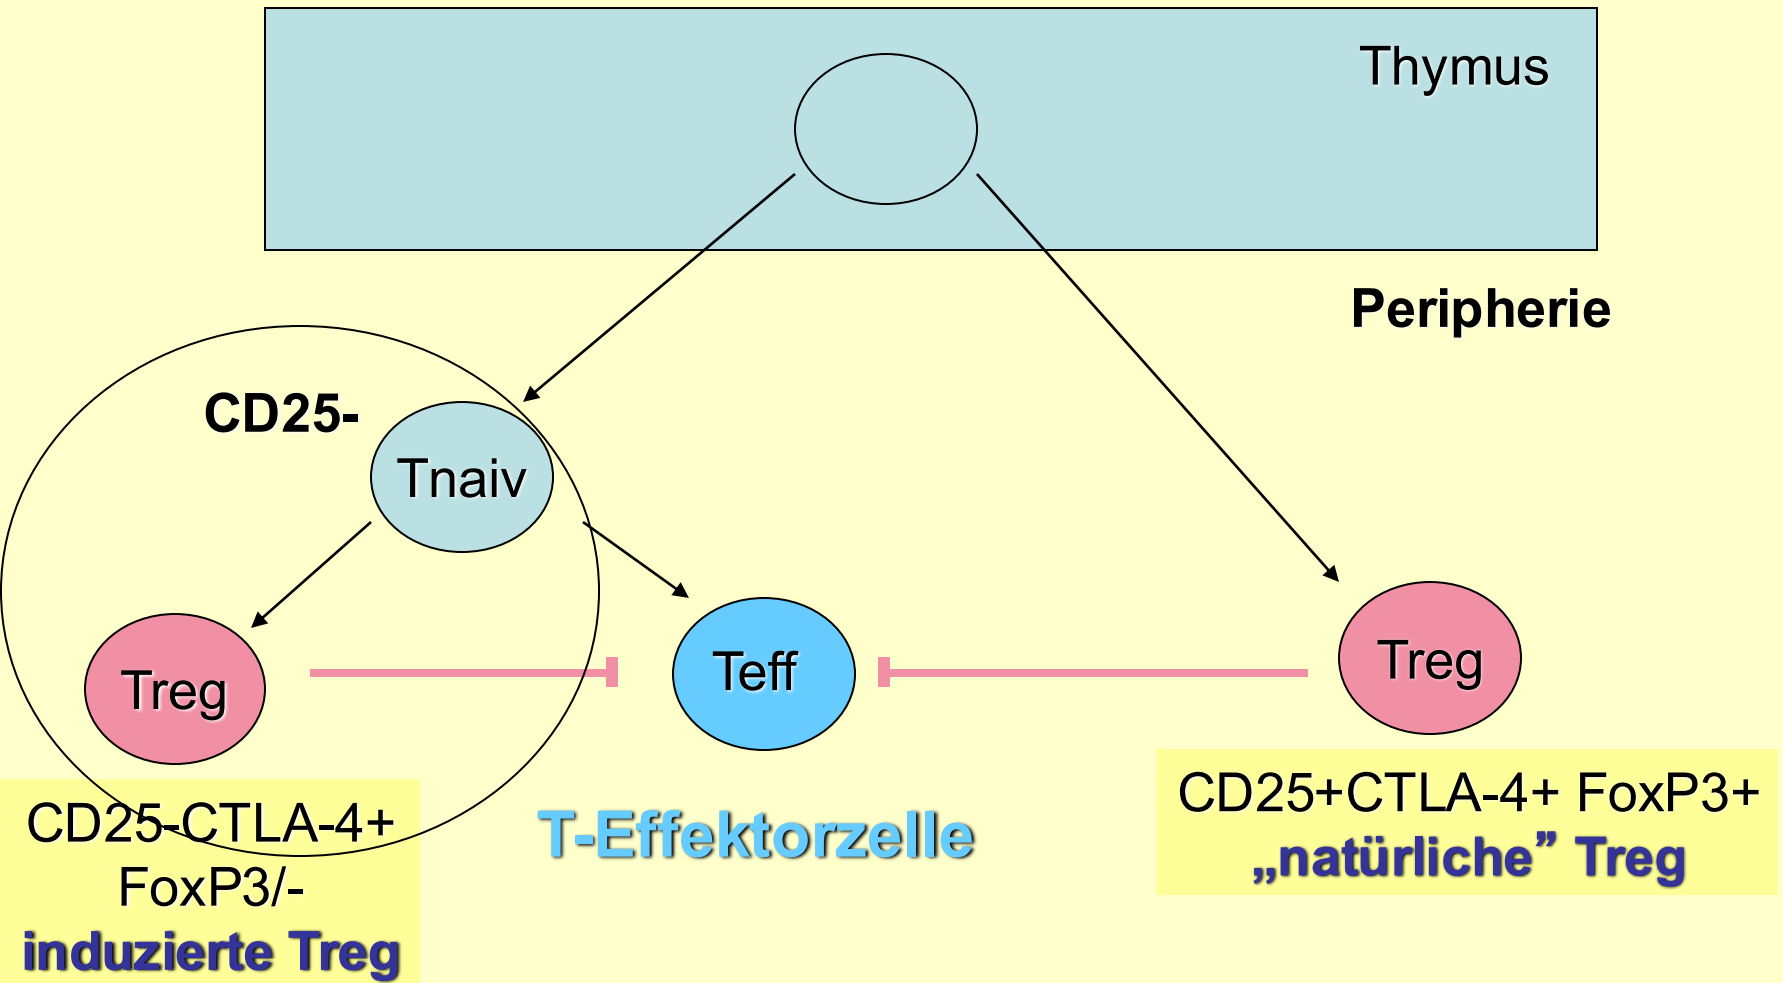 Thymus
Peripherie
CD25-
Tnaiv
Treg
Teff
Treg
CD25-CTLA-4+
FoxP3/-
induzierte Treg
T-Effektorzelle
CD25+CTLA-4+ FoxP3+
„natürliche” Treg